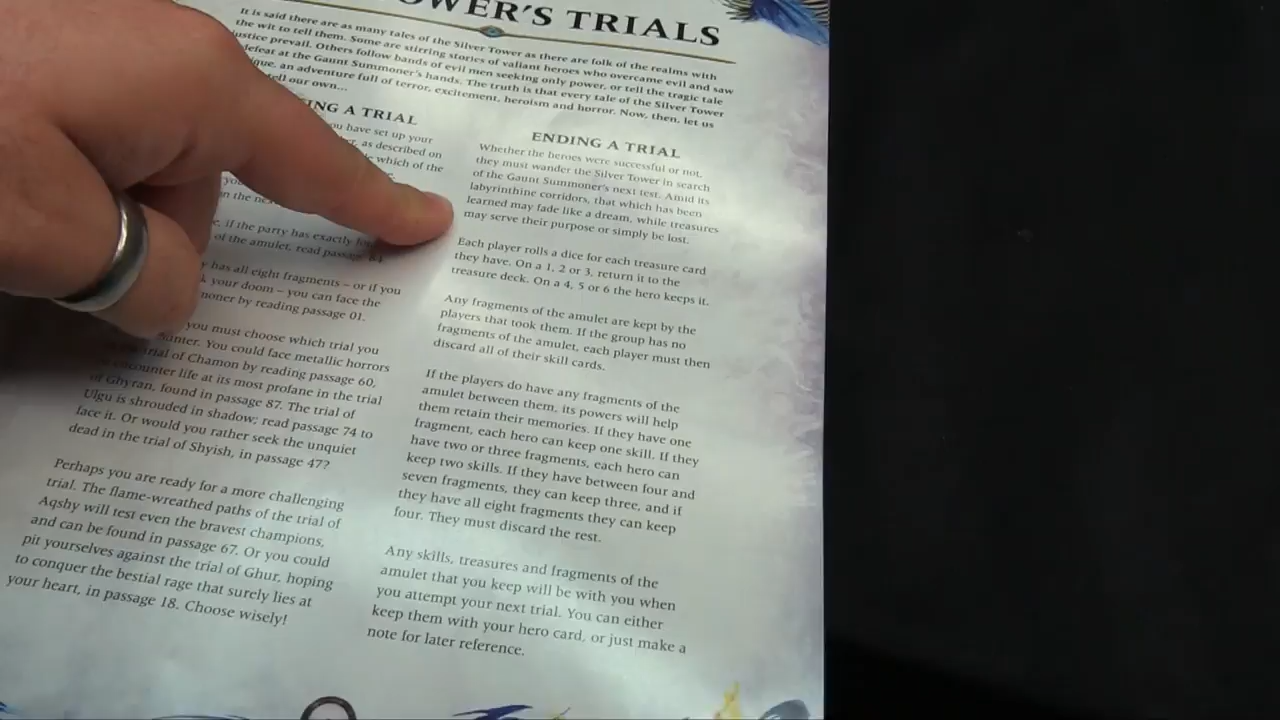 OWER'S TRIALS
It is said there are as many tales of the Silver Tower as there are folk of the realms with
the wit to tell them. Some are stirring stories of valiant heroes who overcame evil and saw
justice prevail. Others follow bands of evil men seeking only power, or tell the tragic tale
defeat at the Gaunt Summoner's hands. The truth is that every tale of the Silver Tower
ique, an adventure full of terror, excitement, heroism and horror. Now, then, let us
tell our own...
ING A TRIAL
you have set up your
as described on
which of the
you
on the
if the party has exactly
of the amulet, read passage
has all eight fragments – or if you
your doom – you can face the
moner by reading passage 01.
you must choose which trial you
nter. You could face metallic horrors
trial of Chamon by reading passage 60,
encounter life at its most profane in the trial
of Ghyran, found in passage 87. The trial of
Ulgu is shrouded in shadow; read passage 74 to
face it. Or would you rather seek the unquiet
dead in the trial of Shyish, in passage 47?
Perhaps you are ready for a more challenging
trial. The flame-wreathed paths of the trial of
Aqshy will test even the bravest champions,
and can be found in passage 67. Or you could
pit yourselves against the trial of Ghur, hoping
to conquer the bestial rage that surely lies at
your heart, in passage 18. Choose wisely!
ENDING A TRIAL
Whether the heroes were successful or not,
they must wander the Silver Tower in search
of the Gaunt Summoner's next test. Amid its
labyrinthine corridors, that which has been
learned may fade like a dream, while treasures
may serve their purpose or simply be lost.
Each player rolls a dice for each treasure card
they have. On a 1, 2 or 3, return it to the
treasure deck. On a 4, 5 or 6 the hero keeps it.
Any fragments of the amulet are kept by the
players that took them. If the group has no
fragments of the amulet, each player must then
discard all of their skill cards.
If the players do have any fragments of the
amulet between them, its powers will help
them retain their memories. If they have one
fragment, each hero can keep one skill. If they
have two or three fragments, each hero can
keep two skills. If they have between four and
seven fragments, they can keep three, and if
they have all eight fragments they can keep
four. They must discard the rest.
Any skills, treasures and fragments of the
amulet that you keep will be with you when
you attempt your next trial. You can either
keep them with your hero card, or just make a
note for later reference.